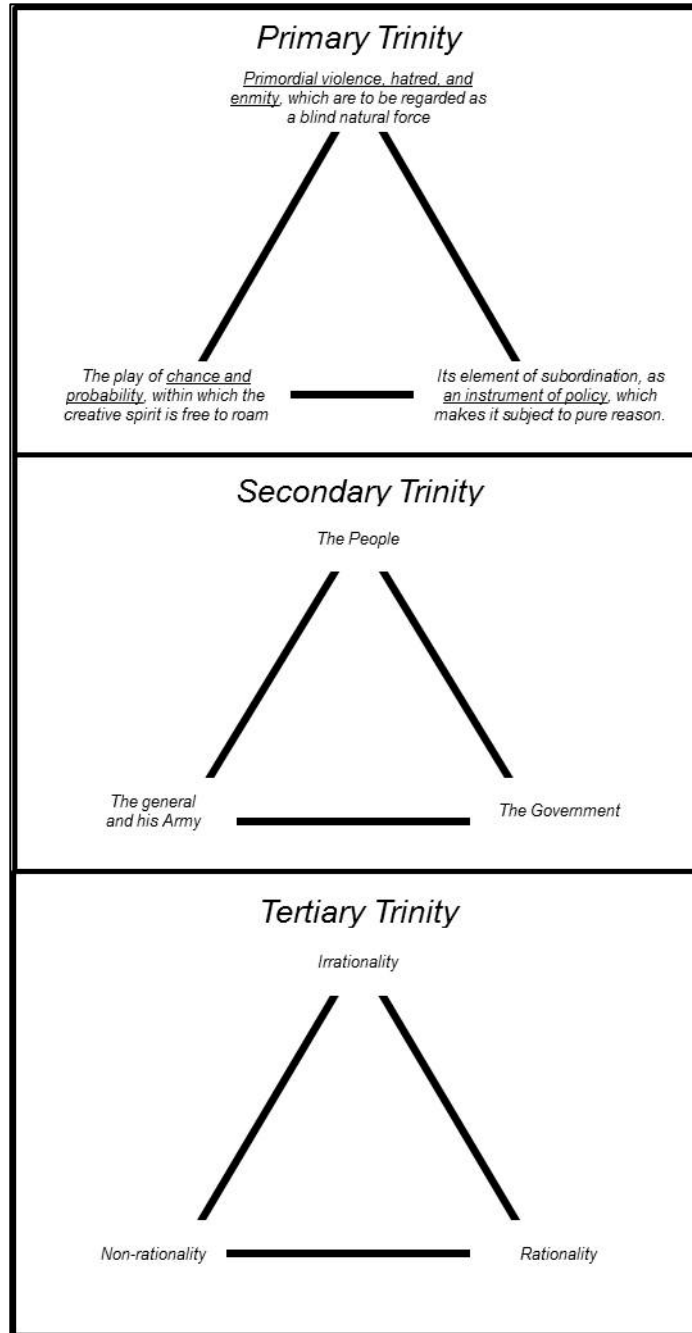 Primary Trinity
Primordial violence, hatred, and
enmity, which are to be regarded as
a blind natural force
The play of chance and
probability, within which the
creative spirit is free to roam
Its element of subordination, as
an instrument of policy, which
makes it subject to pure reason.
Secondary Trinity
The People
The general
and his Army
The Government
Tertiary Trinity
Irrationality
Non-rationality
Rationality